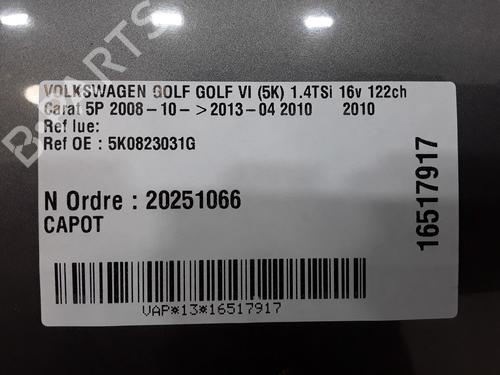 VOLKSWAGEN GOLF GOLF VI (5K) 1.4TSi 16v 122ch
Carat 5P 2008-10->2013-04 2010 2010
Ref lue:
Ref OE : 5K0823031G
N Ordre : 20251066
CAPOT
16517917
VAP*13*16517917
B-PARTS